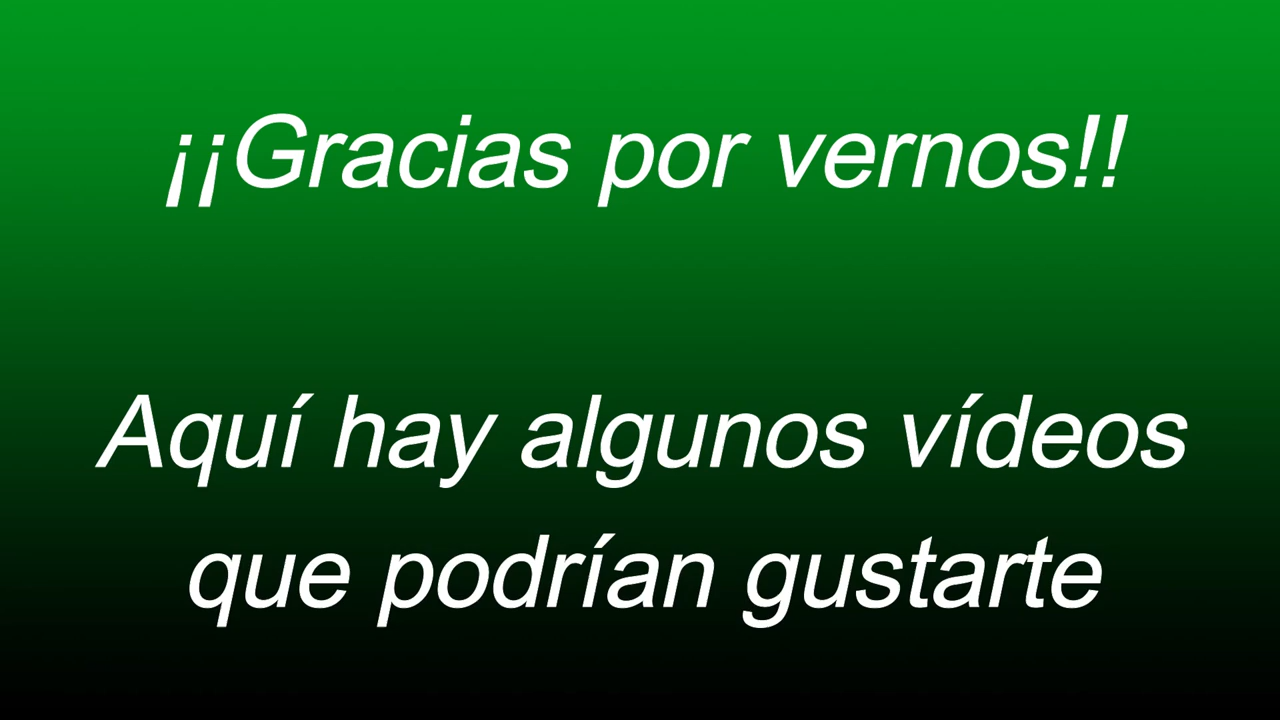 ¡¡Gracias por vernos!!
Aquí hay algunos vídeos
que podrían gustarte